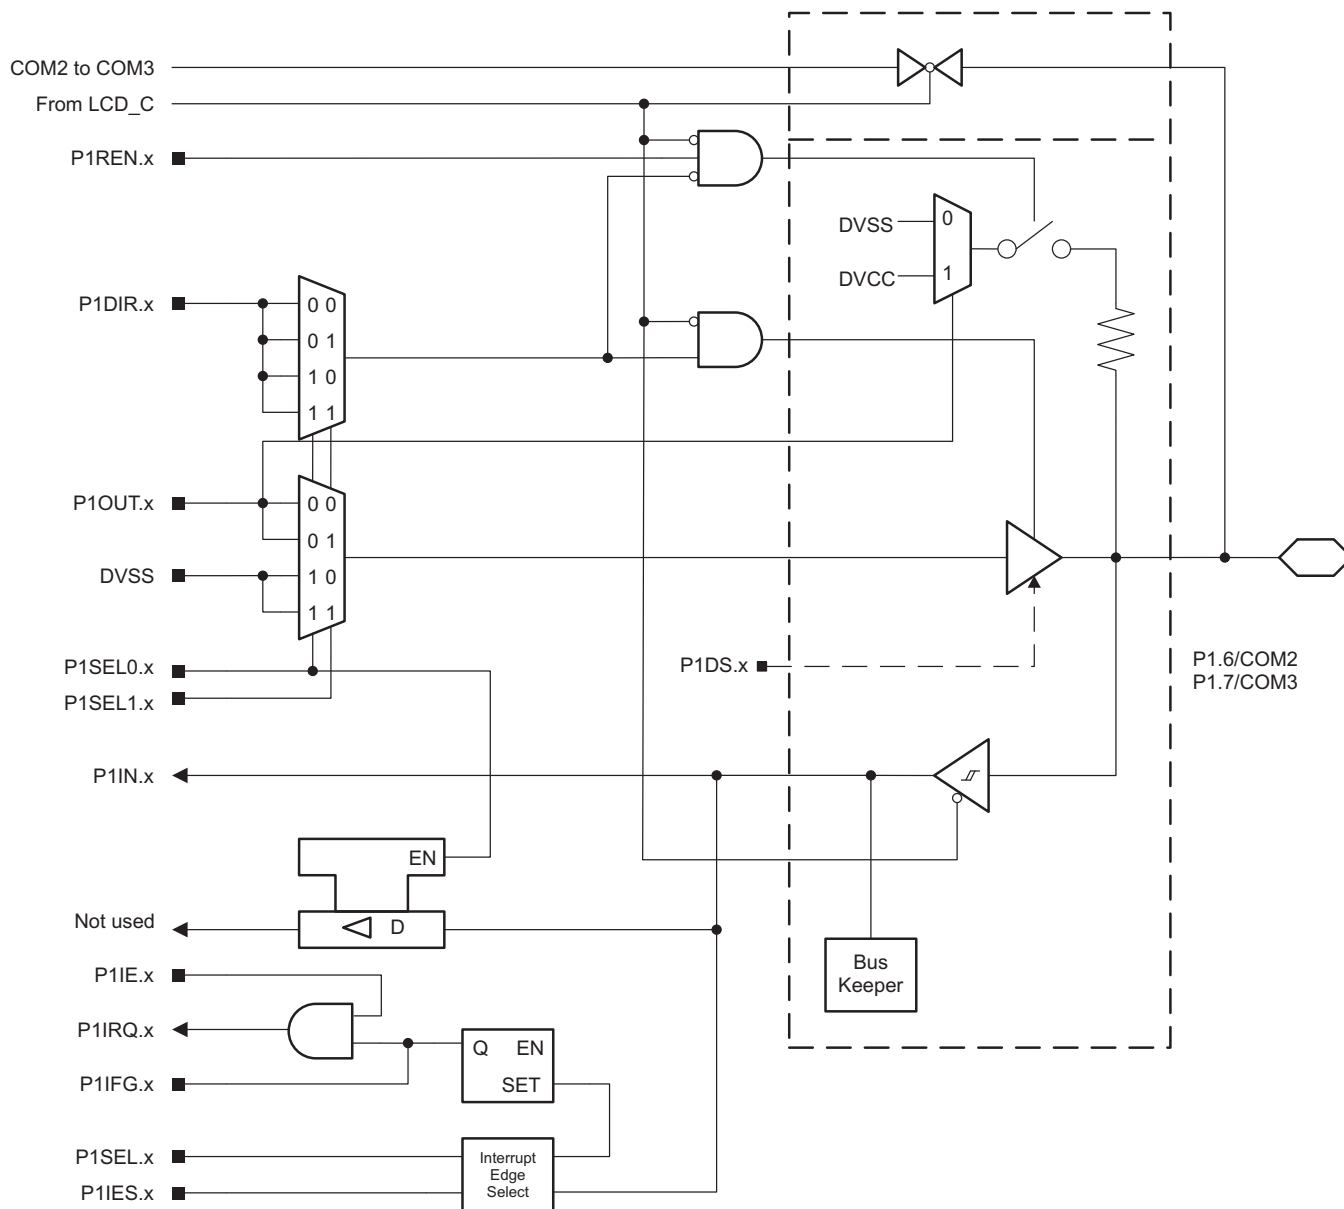 COM2 to COM3
From LCD_C
P1REN.x
DVSS
0
DVCC
1
P1DIR.x
0 0
0 1
1 0
1 1
P1OUT.x
0 0
0 1
DVSS
1 0
1 1
P1SEL0.x
P1SEL1.x
P1DS.x
P1.6/COM2
P1.7/COM3
P1IN.x
EN
Not used
D
Bus
Keeper
P1IE.x
P1IRQ.x
Q EN
SET
P1IFG.x
P1SEL.x
P1IES.x
Interrupt
Edge
Select